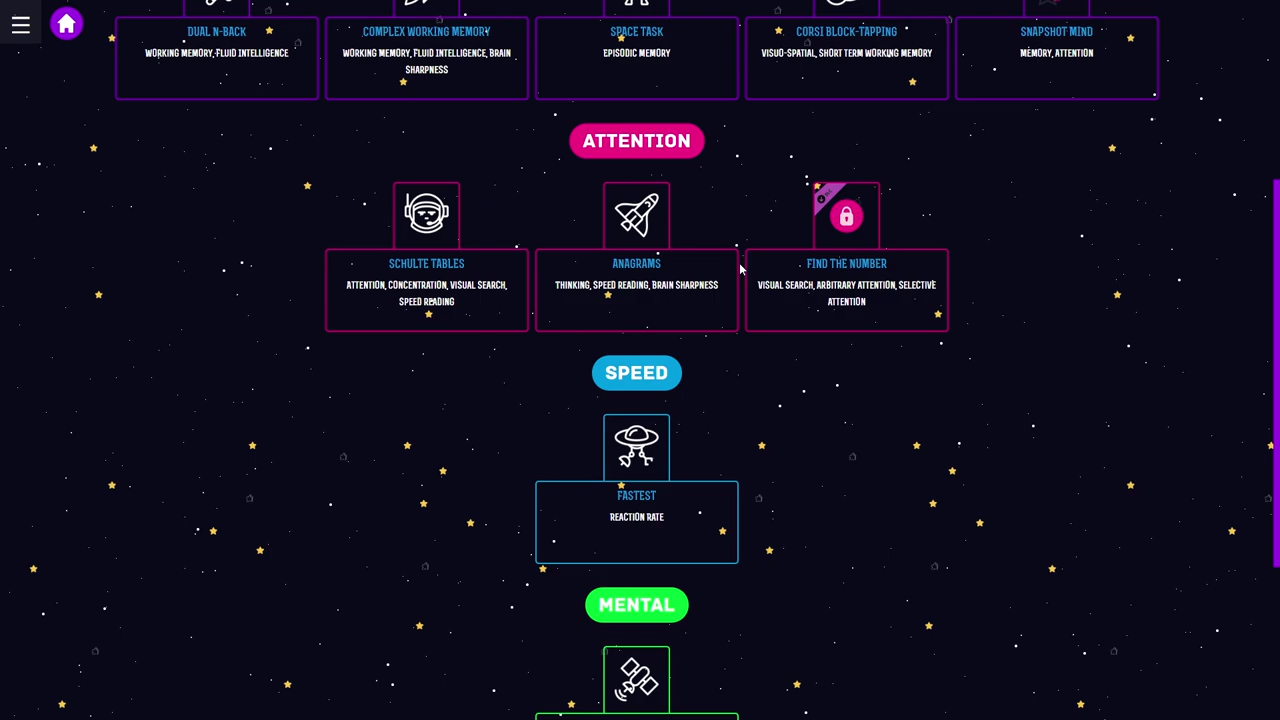 DUAL N-BACK
WORKING MEMORY, FLUID INTELLIGENCE
COMPLEX WORKING MEMORY
WORKING MEMORY, FLUID INTELLIGENCE, BRAIN
SHARPNESS
SPACE TASK
EPISODIC MEMORY
CORSI BLOCK-TAPPING
VISUO-SPATIAL, SHORT TERM WORKING MEMORY
SNAPSHOT MIND
MEMORY, ATTENTION
ATTENTION
SCHULTE TABLES
ATTENTION, CONCENTRATION, VISUAL SEARCH,
SPEED READING
ANAGRAMS
THINKING, SPEED READING, BRAIN SHARPNESS
FIND THE NUMBER
VISUAL SEARCH, ARBITRARY ATTENTION, SELECTIVE
ATTENTION
SPEED
FASTEST
REACTION RATE
MENTAL